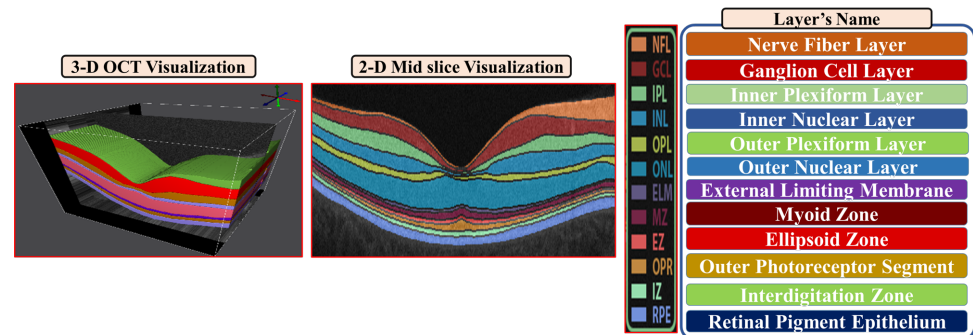 3-D OCT Visualization
2-D Mid slice Visualization
NFL
GCL
IPL
INL
OPL
ONL
ELM
MZ
EZ
OPR
IZ
RPE
Layer's Name
Nerve Fiber Layer
Ganglion Cell Layer
Inner Plexiform Layer
Inner Nuclear Layer
Outer Plexiform Layer
Outer Nuclear Layer
External Limiting Membrane
Myoid Zone
Ellipsoid Zone
Outer Photoreceptor Segment
Interdigitation Zone
Retinal Pigment Epithelium